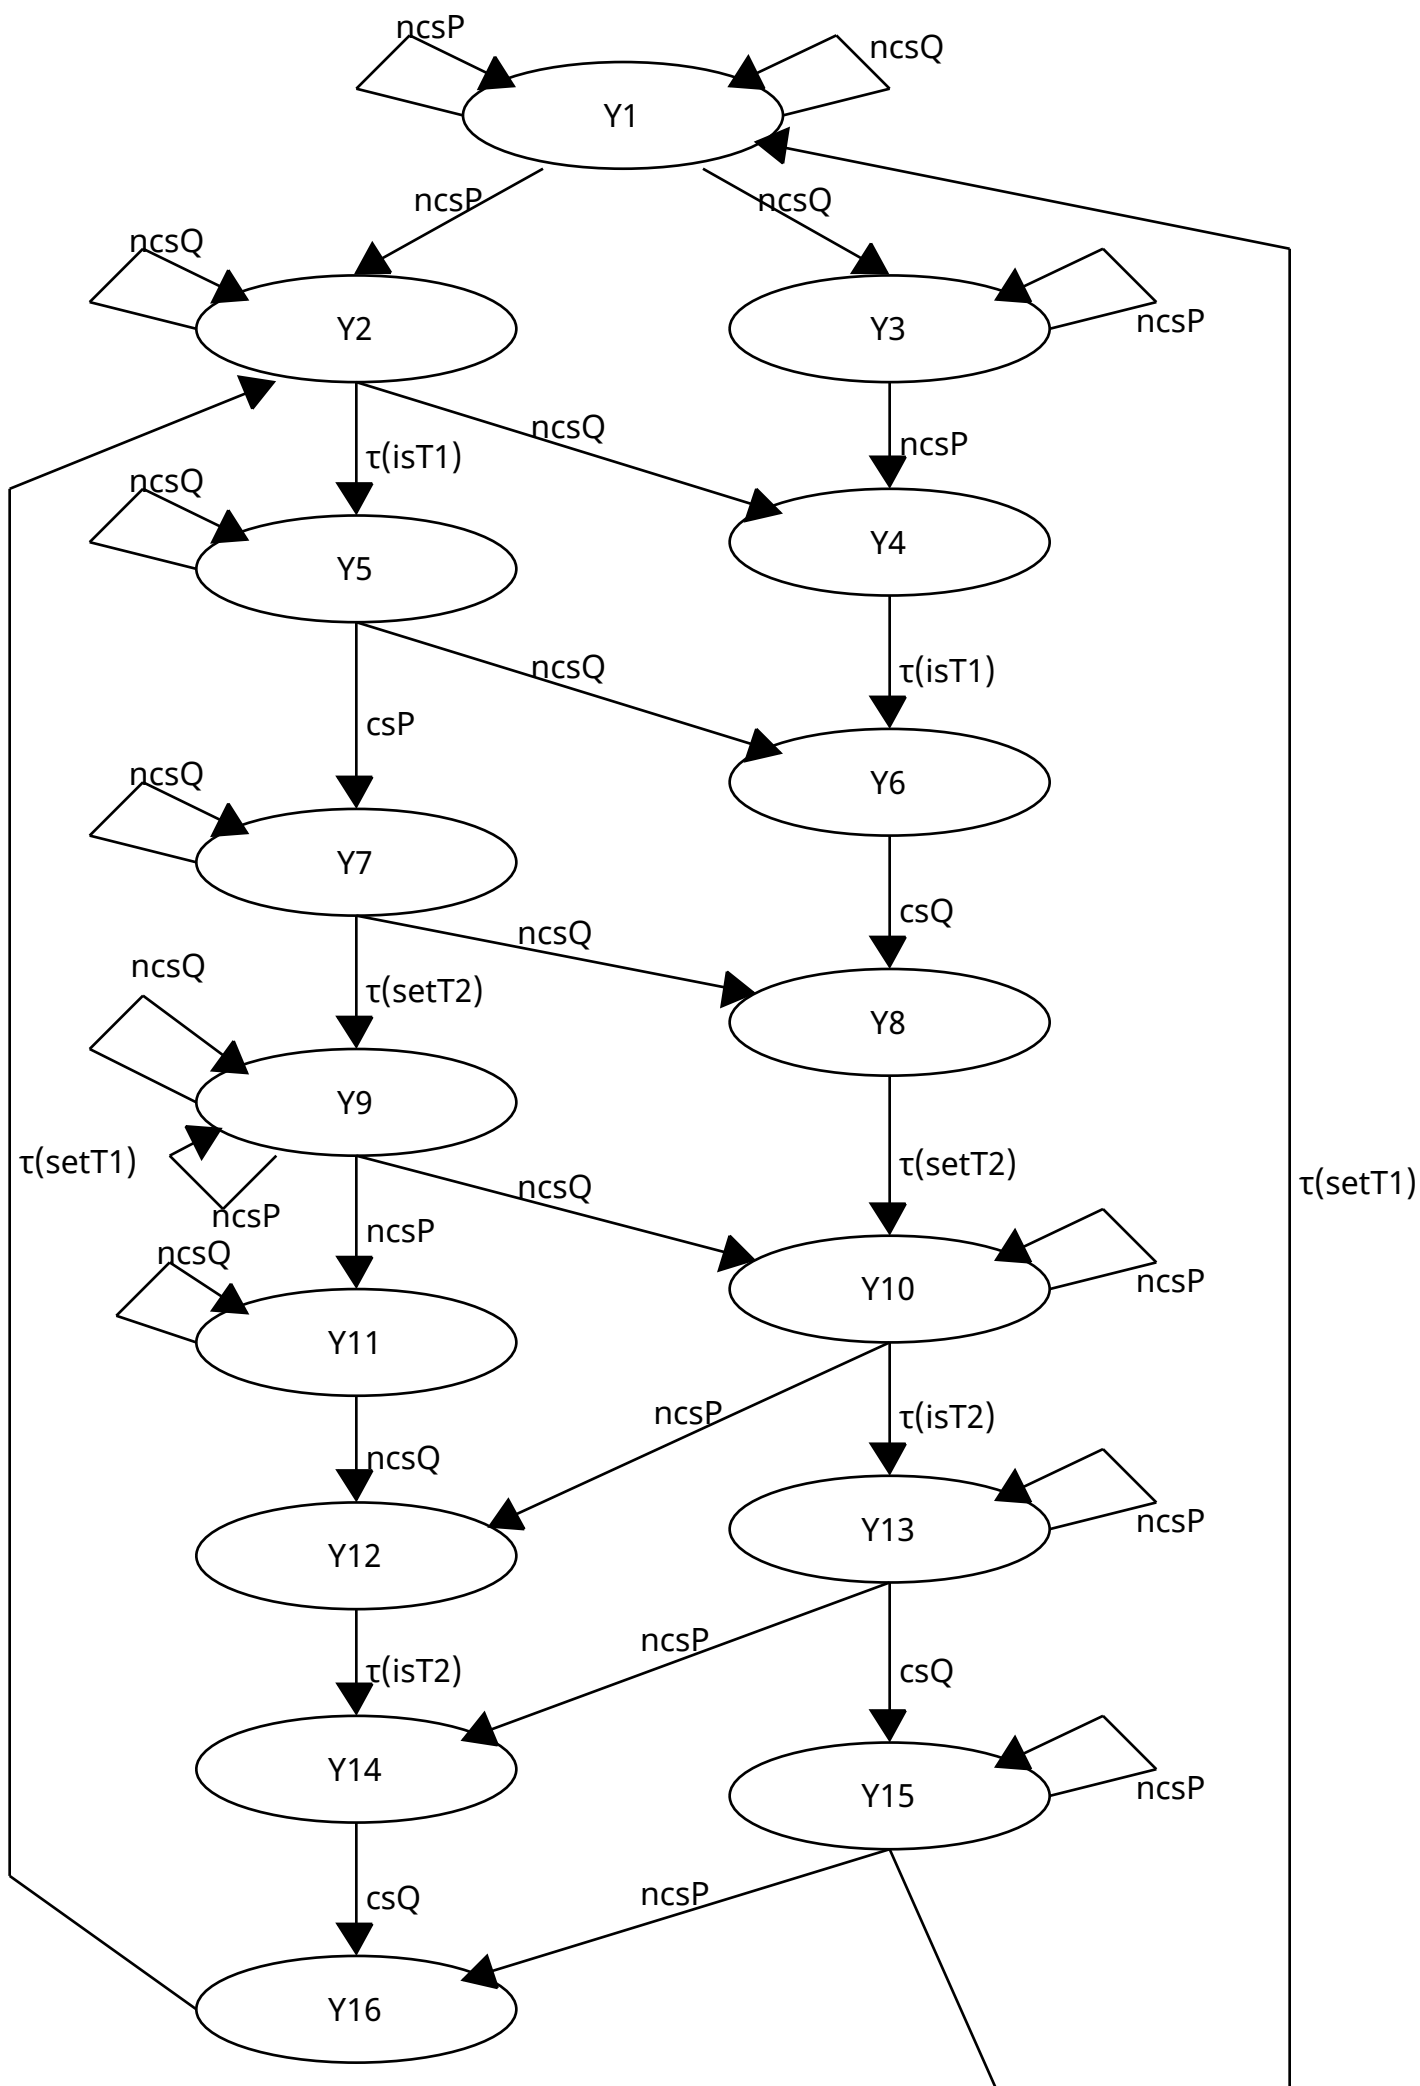 ncsP
ncsQ
Y1
ncsP
ncsQ
ncsQ
Y2
Y3
ncsP
ncsQ
ncsP
τ(isT1)
ncsQ
Y4
Y5
ncsQ
τ(isT1)
csP
ncsQ
Y6
Y7
csQ
ncsQ
ncsQ
τ(setT2)
Y8
Y9
τ(setT1)
τ(setT2)
τ(setT1)
ncsQ
ncsP
ncsP
ncsQ
Y10
ncsP
Y11
ncsP
τ(isT2)
ncsQ
Y13
ncsP
Y12
ncsP
τ(isT2)
csQ
Y14
Y15
ncsP
csQ
ncsP
Y16